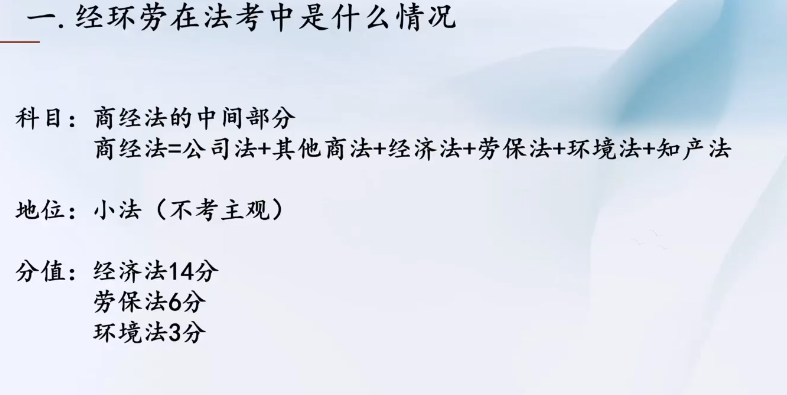 一.经环劳在法考中是什么情况
科目：商经法的中间部分
商经法=公司法+其他商法+经济法+劳保法+环境法+知产法
地位：小法（不考主观）
分值：经济法14分
劳保法6分
环境法3分